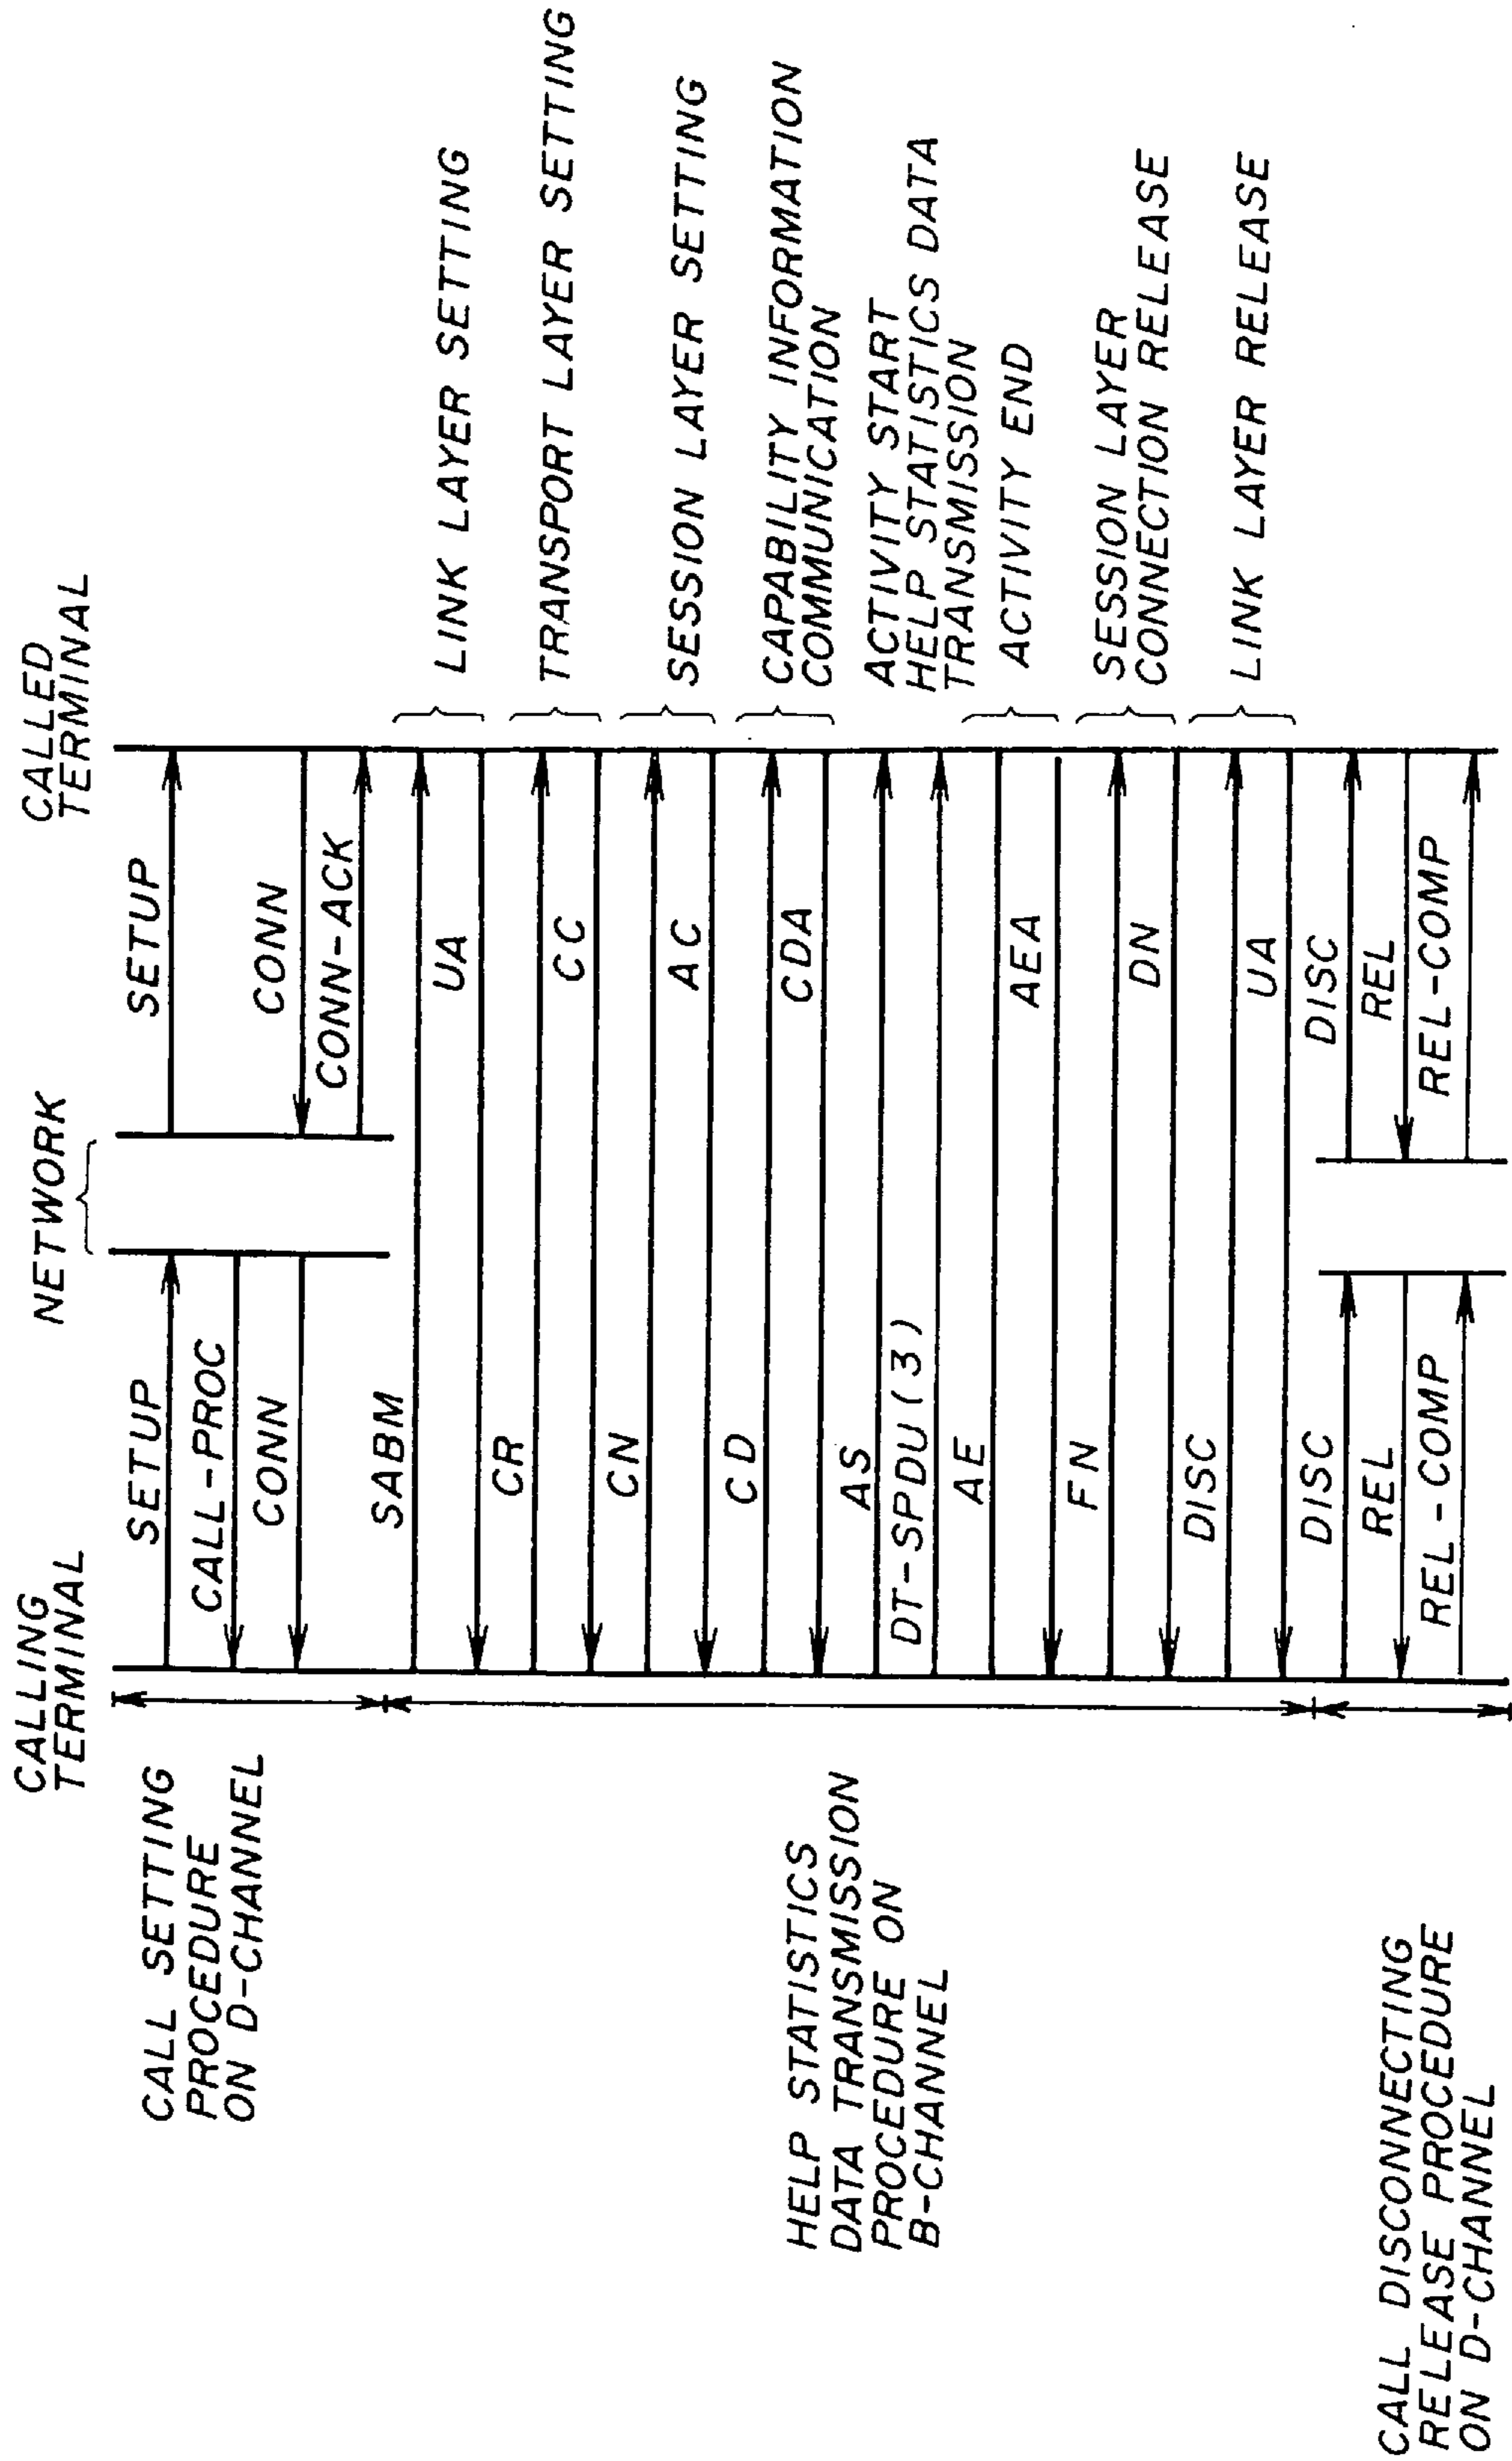 CALLING
TERMINAL
NETWORK
CALLED
TERMINAL
CALL SETTING
PROCEDURE
ON D-CHANNEL
SETUP
SETUP
CALL-PROC
CONN
CONN
CONN-ACK
HELP STATISTICS
DATA TRANSMISSION
PROCEDURE ON
B-CHANNEL
SABM
UA
LINK LAYER SETTING
CR
CC
TRANSPORT LAYER SETTING
CN
AC
SESSION LAYER SETTING
CD
CDA
CAPABILITY INFORMATION
COMMUNICATION
AS
ACTIVITY START
DT-SPDU(3)
HELP STATISTICS DATA
TRANSMISSION
AE
AEA
ACTIVITY END
FN
DN
SESSION LAYER
CONNECTION RELEASE
DISC
UA
LINK LAYER RELEASE
CALL DISCONNECTING
RELEASE PROCEDURE
ON D-CHANNEL
DISC
DISC
REL
REL
REL-COMP
REL-COMP